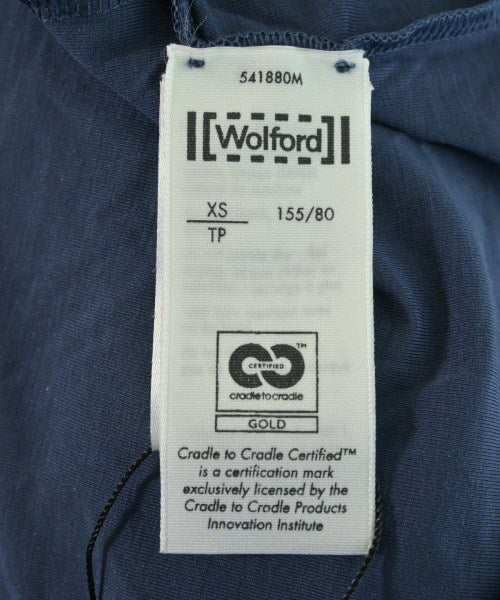 541880M
Wolford
XS 155/80
TP
CERTIFIED
TM
cradletocradle
GOLD
Cradle to Cradle Certified™
is a certification mark
exclusively licensed by the
Cradle to Cradle Products
Innovation Institute